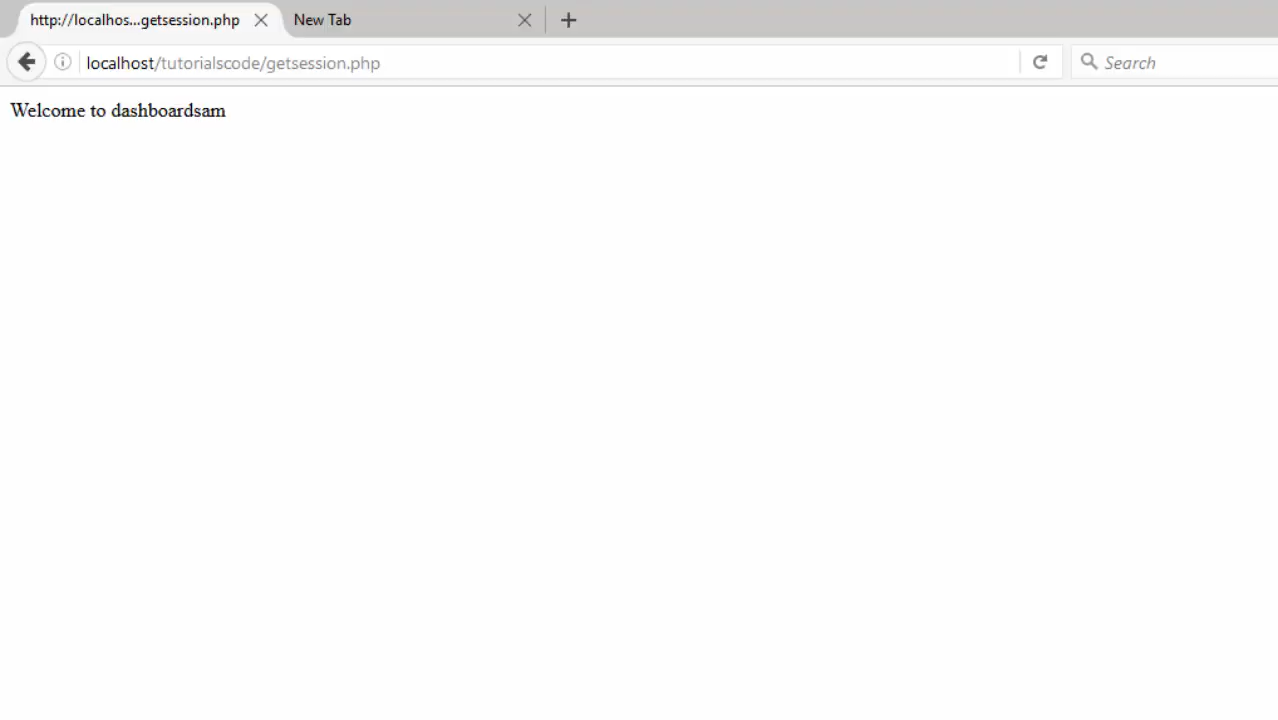 http://localhos...getsession.php
New Tab
localhost/tutorialscode/getsession.php
Search
Welcome to dashboardsam